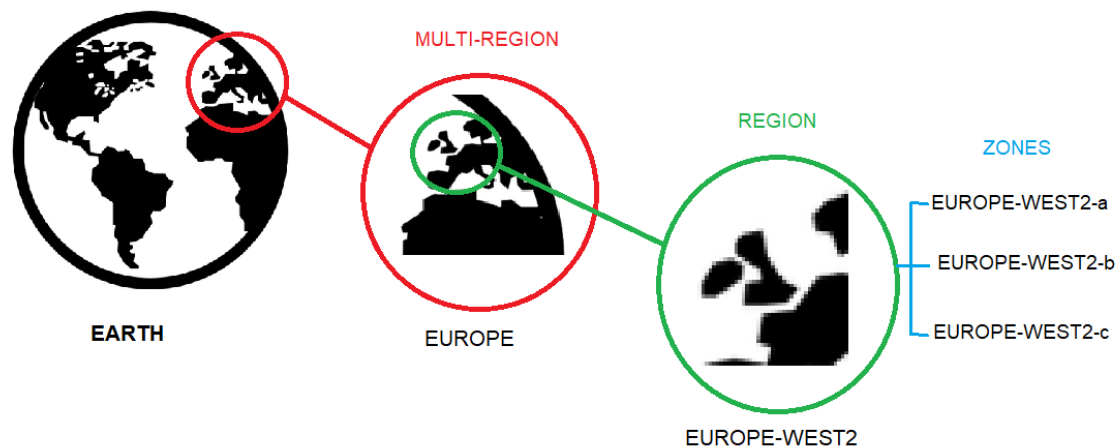 MULTI-REGION
REGION
ZONES
EUROPE-WEST2-a
EUROPE-WEST2-b
EUROPE-WEST2-c
EARTH
EUROPE
EUROPE-WEST2